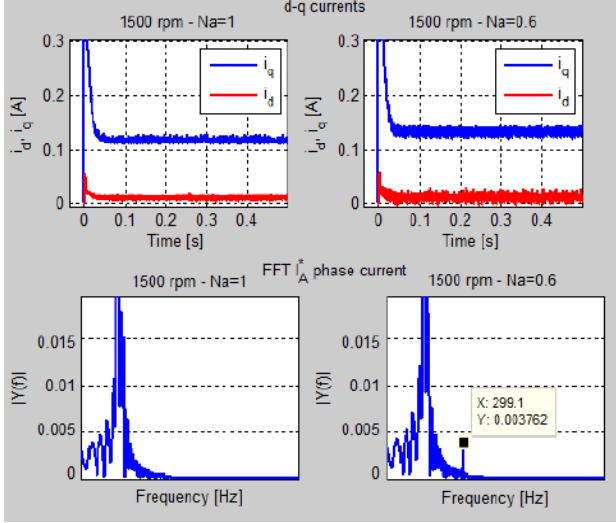 d-q currents
1500 rpm - Na=1
1500 rpm - Na=0.6
i_d, i_q [A]
0.3
0.2
0.1
0
i_q
i_d
0 0.1 0.2 0.3 0.4
Time [s]
i_d, i_q [A]
0.3
0.2
0.1
0
i_q
i_d
0 0.1 0.2 0.3 0.4
Time [s]
FFT I*_A phase current
1500 rpm - Na=1
1500 rpm - Na=0.6
|Y(f)|
0.015
0.01
0.005
0
Frequency [Hz]
|Y(f)|
0.015
0.01
0.005
0
X: 299.1
Y: 0.003762
Frequency [Hz]